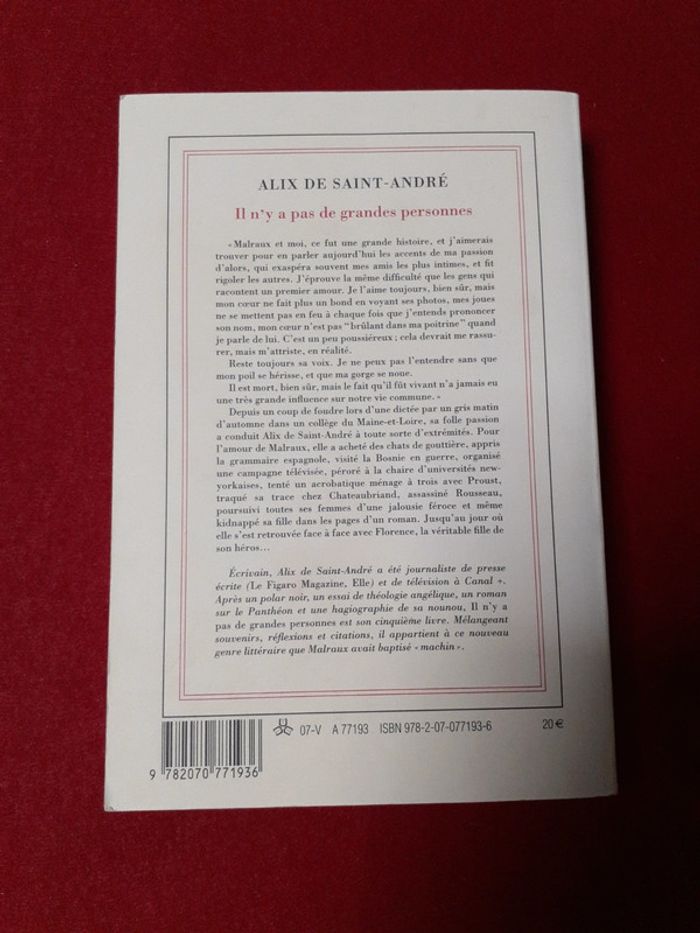 ALIX DE SAINT-ANDRÉ
Il n'y a pas de grandes personnes
« Malraux et moi, ce fut une grande histoire, et j'aimerais
trouver pour en parler aujourd'hui les accents de ma passion
d'alors, qui exaspéra souvent mes amis les plus intimes, et fit
rigoler les autres. J'éprouve la même difficulté que les gens qui
racontent un premier amour. Je l'aime toujours, bien sûr, mais
mon cœur ne fait plus un bond en voyant ses photos, mes joues
ne se mettent pas en feu à chaque fois que j'entends prononcer
son nom, mon cœur n'est pas "brûlant dans ma poitrine" quand
je parle de lui. C'est un peu poussiéreux ; cela devrait me rassu-
rer, mais m'attriste, en réalité.
Reste toujours sa voix. Je ne peux pas l'entendre sans que
mon poil se hérisse, et que ma gorge se noue.
Il est mort, bien sûr, mais le fait qu'il fût vivant n'a jamais eu
une très grande influence sur notre vie commune. »
Depuis un coup de foudre lors d'une dictée par un gris matin
d'automne dans un collège du Maine-et-Loire, sa folle passion
a conduit Alix de Saint-André à toute sorte d'extrémités. Pour
l'amour de Malraux, elle a acheté des chats de gouttière, appris
la grammaire espagnole, visité la Bosnie en guerre, organisé
une campagne télévisée, péroré à la chaire d'universités new-
yorkaises, tenté un acrobatique ménage à trois avec Proust,
traqué sa trace chez Chateaubriand, assassiné Rousseau,
poursuivi toutes ses femmes d'une jalousie féroce et même
kidnappé sa fille dans les pages d'un roman. Jusqu'au jour où
elle s'est retrouvée face à face avec Florence, la véritable fille de
son héros...
Écrivain, Alix de Saint-André a été journaliste de presse
écrite (Le Figaro Magazine, Elle) et de télévision à Canal +.
Après un polar noir, un essai de théologie angélique, un roman
sur le Panthéon et une hagiographie de sa nounou, Il n'y a
pas de grandes personnes est son cinquième livre. Mélangeant
souvenirs, réflexions et citations, il appartient à ce nouveau
genre littéraire que Malraux avait baptisé « machin ».
07-V A 77193 ISBN 978-2-07-077193-6 20 €
9 782070 771936